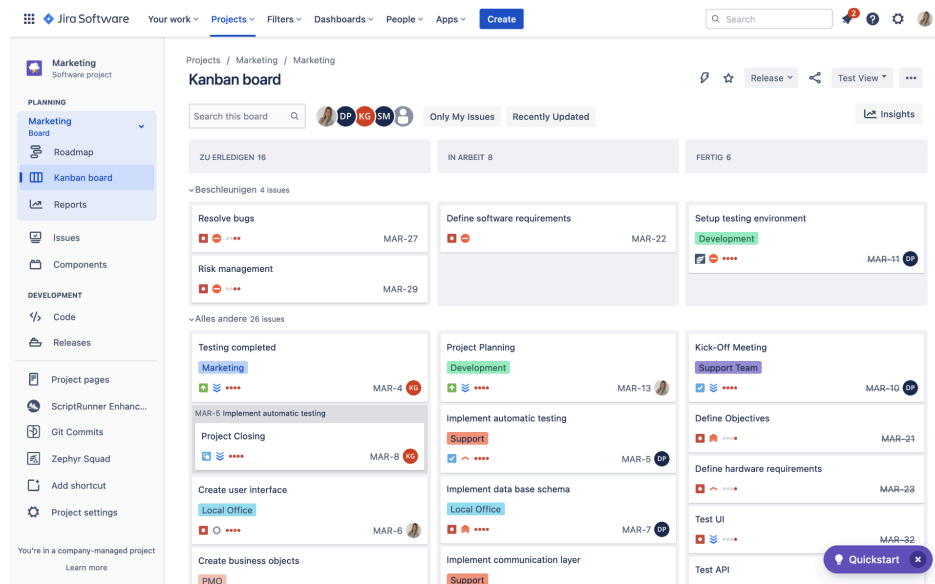 Jira Software Your work Projects Filters Dashboards People Apps Create Search 2
Marketing
Software project
PLANNING
Marketing
Board
Roadmap
Kanban board
Reports
Issues
Components
DEVELOPMENT
Code
Releases
Project pages
ScriptRunner Enhanc...
Git Commits
Zephyr Squad
Add shortcut
Project settings
You're in a company-managed project
Learn more
Projects / Marketing / Marketing
Kanban board
Release Test View
Search this board DP KG SM Only My Issues Recently Updated Insights
ZU ERLEDIGEN 16 IN ARBEIT 8 FERTIG 6
Beschleunigen 4 issues
Resolve bugs
MAR-27
Risk management
MAR-29
Define software requirements
MAR-22
Setup testing environment
Development
MAR-11 DP
Alles andere 26 issues
Testing completed
Marketing
MAR-4 KG
MAR-5 Implement automatic testing
Project Closing
MAR-8 KG
Create user interface
Local Office
MAR-6
Create business objects
PMO
Project Planning
Development
MAR-13
Implement automatic testing
Support
MAR-5 DP
Implement data base schema
Local Office
MAR-7 DP
Implement communication layer
Support
Kick-Off Meeting
Support Team
MAR-10 DP
Define Objectives
MAR-21
Define hardware requirements
MAR-23
Test UI
MAR-32
Test API
Quickstart